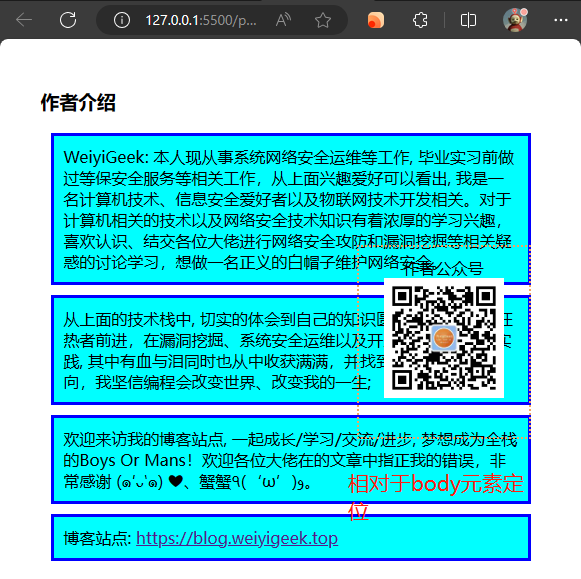 127.0.0.1:5500/p...
作者介绍
WeiyiGeek: 本人现从事系统网络安全运维等工作, 毕业实习前做
过等保安全服务等相关工作，从上面兴趣爱好可以看出, 我是一
名计算机技术、信息安全爱好者以及物联网技术开发相关。对于
计算机相关的技术以及网络安全技术知识有着浓厚的学习兴趣，
喜欢认识、结交各位大佬进行网络安全攻防和漏洞挖掘等相关疑
惑的讨论学习，想做一名正义的白帽子维护网络安全。
作者公众号
从上面的技术栈中, 切实的体会到自己的知识
热者前进，在漏洞挖掘、系统安全运维以及开
践, 其中有血与泪同时也从中收获满满，并找
向，我坚信编程会改变世界、改变我的一生;
欢迎来访我的博客站点, 一起成长/学习/交流/进步, 梦想成为全栈
的Boys Or Mans！欢迎各位大佬在的文章中指正我的错误，非
常感谢 (๑′ᴗ‵๑) ♥、蟹蟹٩(‘ω’)و。
相对于body元素定
位
博客站点: https://blog.weiyigeek.top